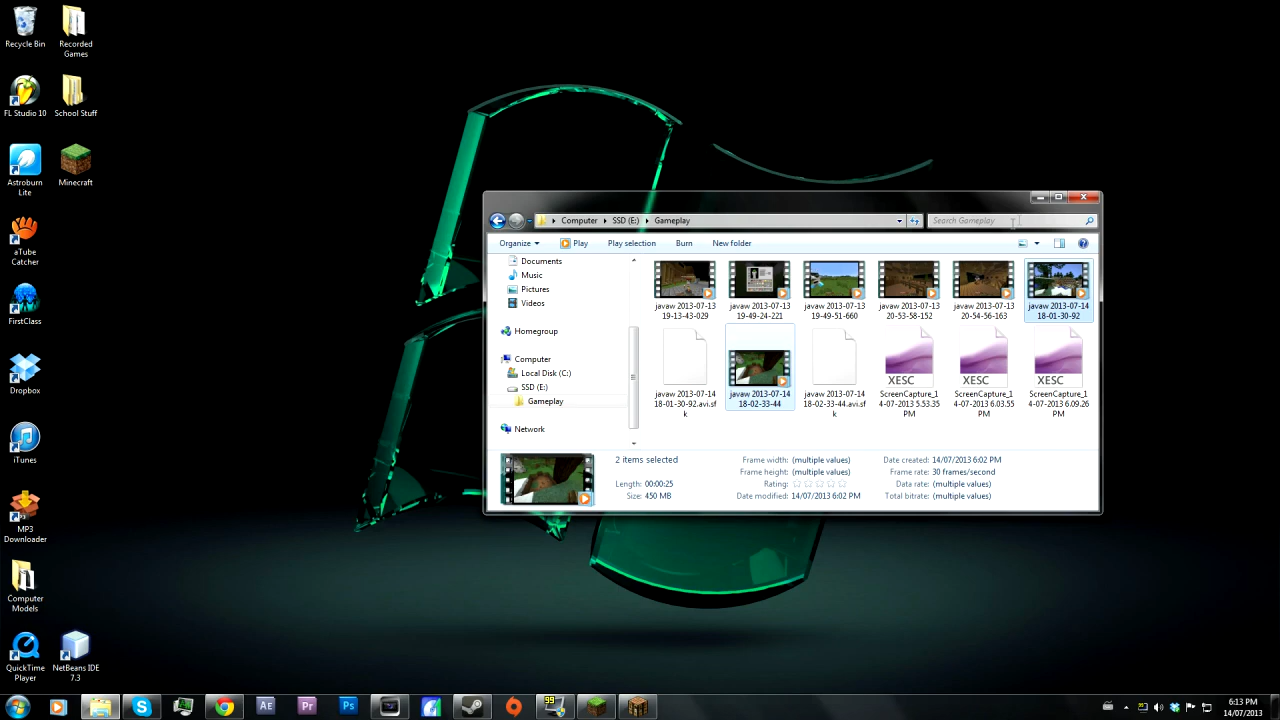 Recycle Bin
Recorded
Games
FL Studio 10
School Stuff
Astroburn
Lite
Minecraft
aTube
Catcher
FirstClass
Dropbox
iTunes
MP3
Downloader
Computer
Models
QuickTime
Player
NetBeans IDE
7.3
Computer
SSD (E:)
Gameplay
Search Gameplay
Organize
Play
Play selection
Burn
New folder
Documents
Music
Pictures
Videos
Homegroup
Computer
Local Disk (C:)
SSD (E:)
Gameplay
Network
javaw 2013-07-13
19-13-43-029
javaw 2013-07-13
19-49-24-221
javaw 2013-07-13
19-49-51-660
javaw 2013-07-13
20-53-58-152
javaw 2013-07-13
20-54-56-163
javaw 2013-07-14
18-01-30-92
javaw 2013-07-14
18-01-30-92.avi.sf
k
javaw 2013-07-14
18-02-33-44
javaw 2013-07-14
18-02-33-44.avi.sf
k
XESC
ScreenCapture_1
4-07-2013 5.53.35
PM
XESC
ScreenCapture_1
4-07-2013 6.03.55
PM
XESC
ScreenCapture_1
4-07-2013 6.09.26
PM
2 items selected
Length: 00:00:25
Size: 450 MB
Frame width: (multiple values)
Frame height: (multiple values)
Rating:
Date modified: 14/07/2013 6:02 PM
Date created: 14/07/2013 6:02 PM
Frame rate: 30 frames/second
Data rate: (multiple values)
Total bitrate: (multiple values)
Ae
Pr
Ps
99
6:13 PM
14/07/2013